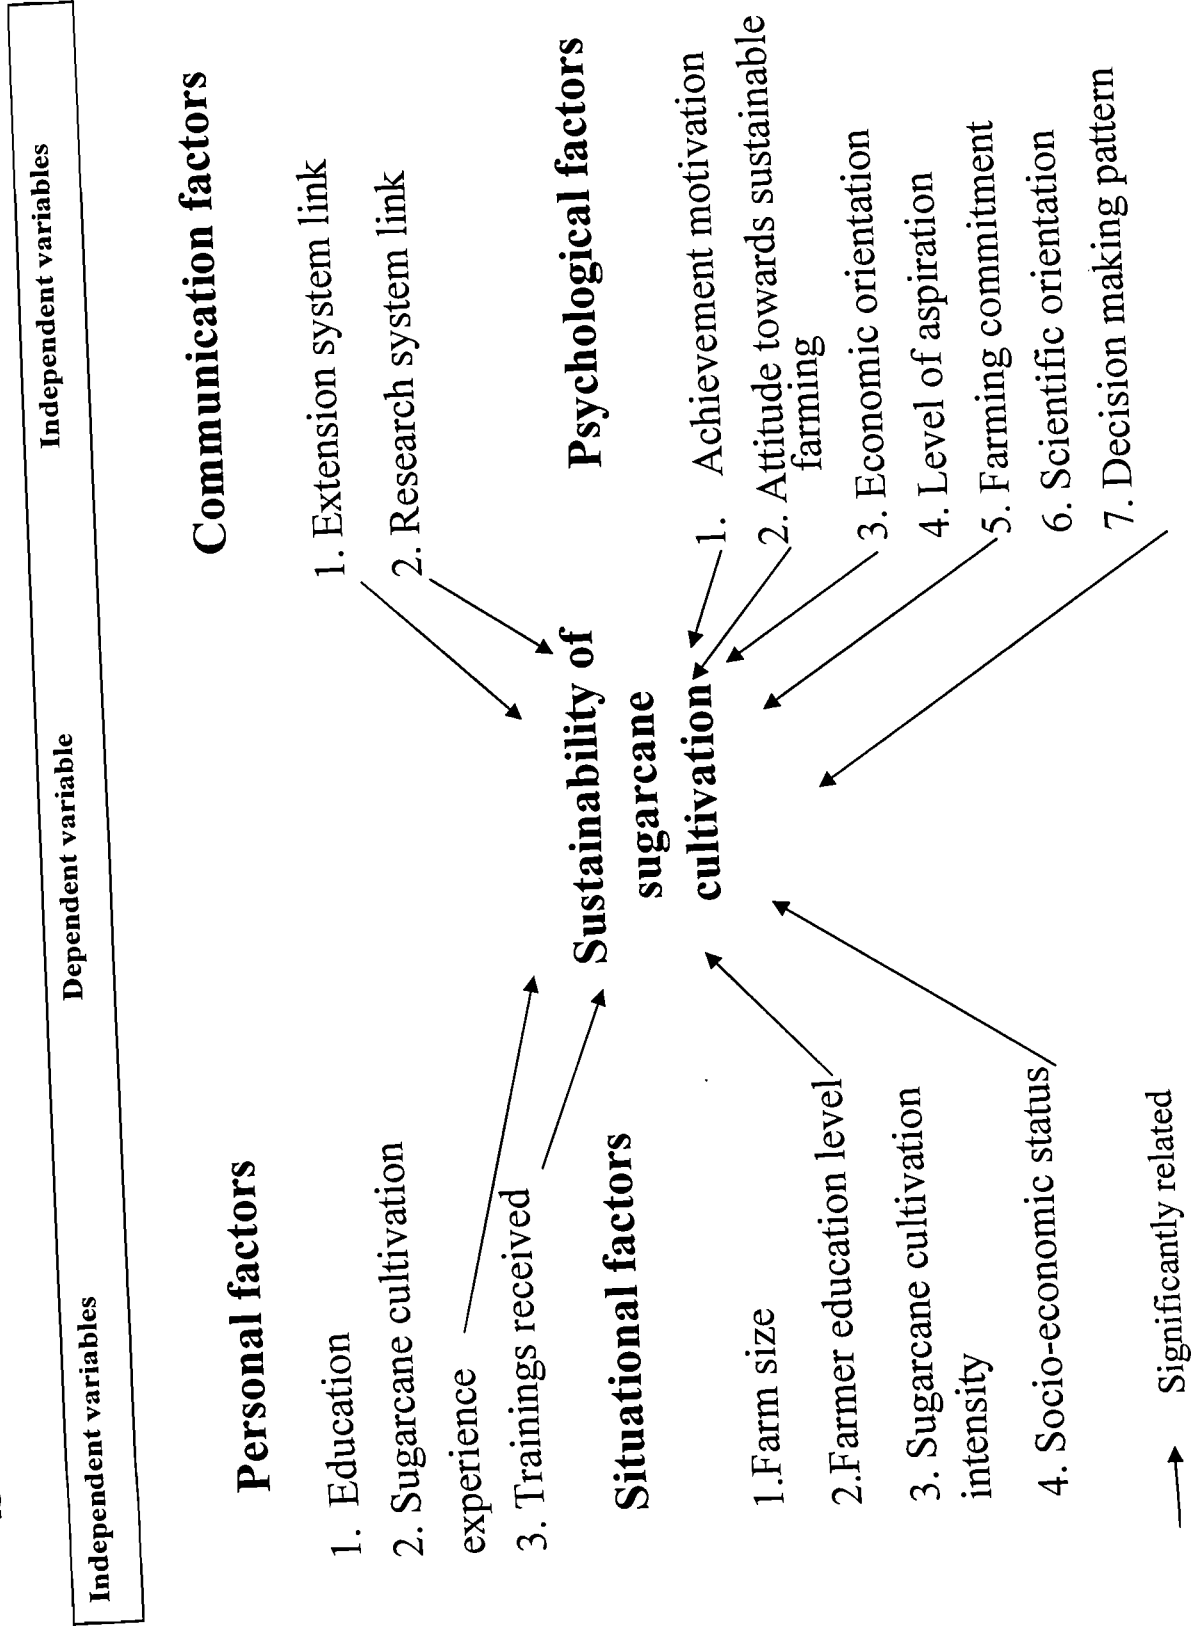 Independent variables
Dependent variable
Independent variables
Personal factors
1. Education
2. Sugarcane cultivation
experience
3. Trainings received
Situational factors
1.Farm size
2.Farmer education level
3. Sugarcane cultivation
intensity
4. Socio-economic status
Sustainability of
sugarcane
cultivation
Communication factors
1. Extension system link
2. Research system link
Psychological factors
1. Achievement motivation
2. Attitude towards sustainable
farming
3. Economic orientation
4. Level of aspiration
5. Farming commitment
6. Scientific orientation
7. Decision making pattern
Significantly related